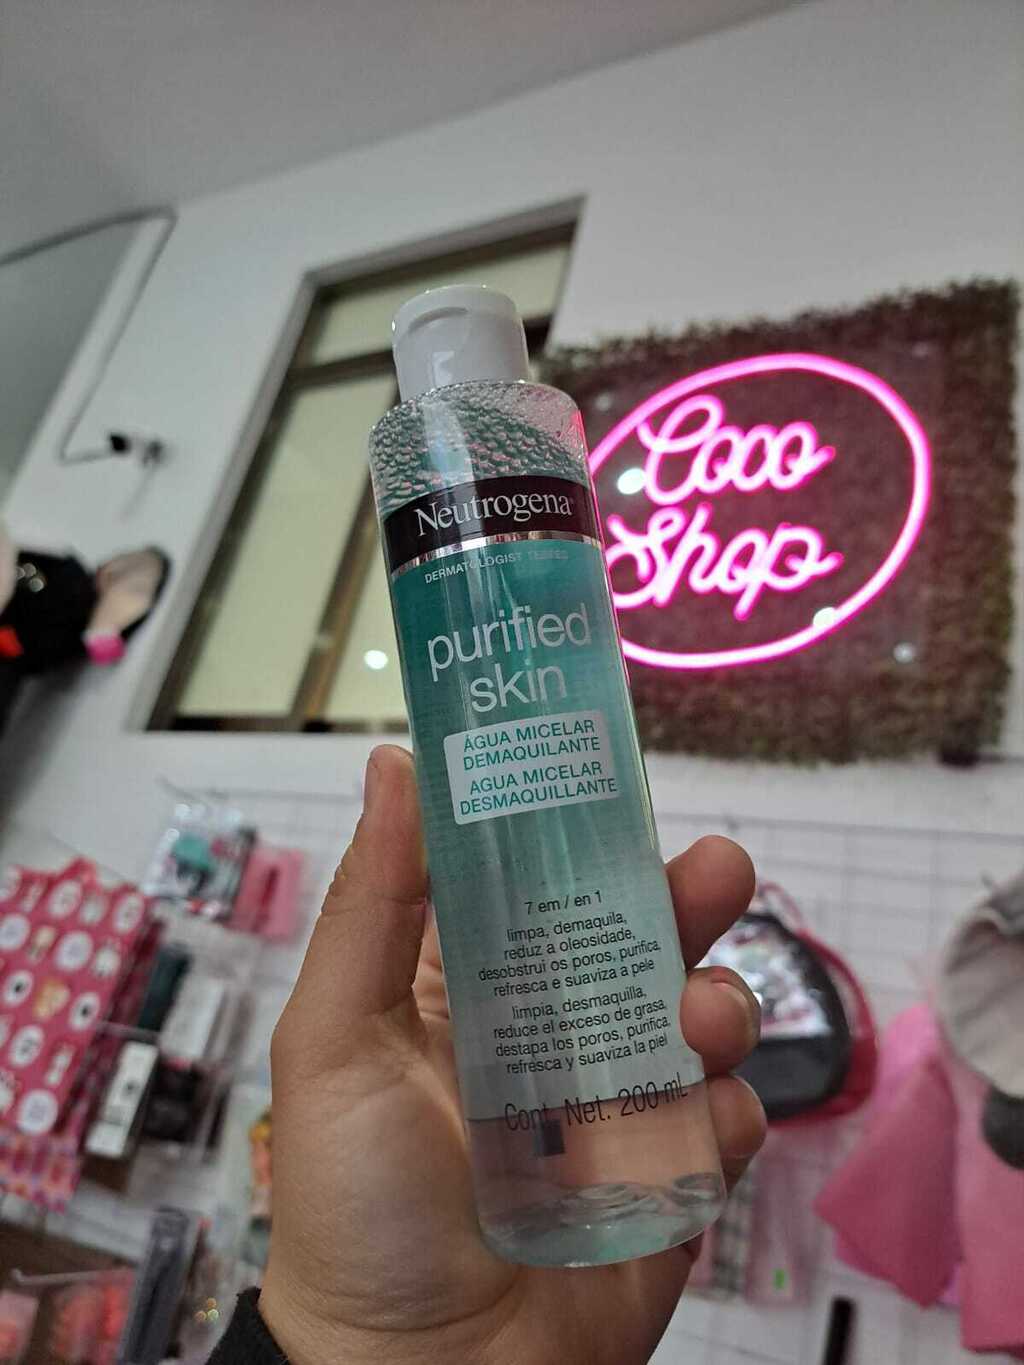 Neutrogena®
DERMATOLOGIST TESTED
purified
skin
ÁGUA MICELAR
DEMAQUILANTE
AGUA MICELAR
DESMAQUILLANTE
7 em / en 1
limpa, demaquila,
reduz a oleosidade,
desobstrui os poros, purifica,
refresca e suaviza a pele
limpia, desmaquilla,
reduce el exceso de grasa,
destapa los poros, purifica,
refresca y suaviza la piel
Cont. Net. 200 mL
Coco
Shop